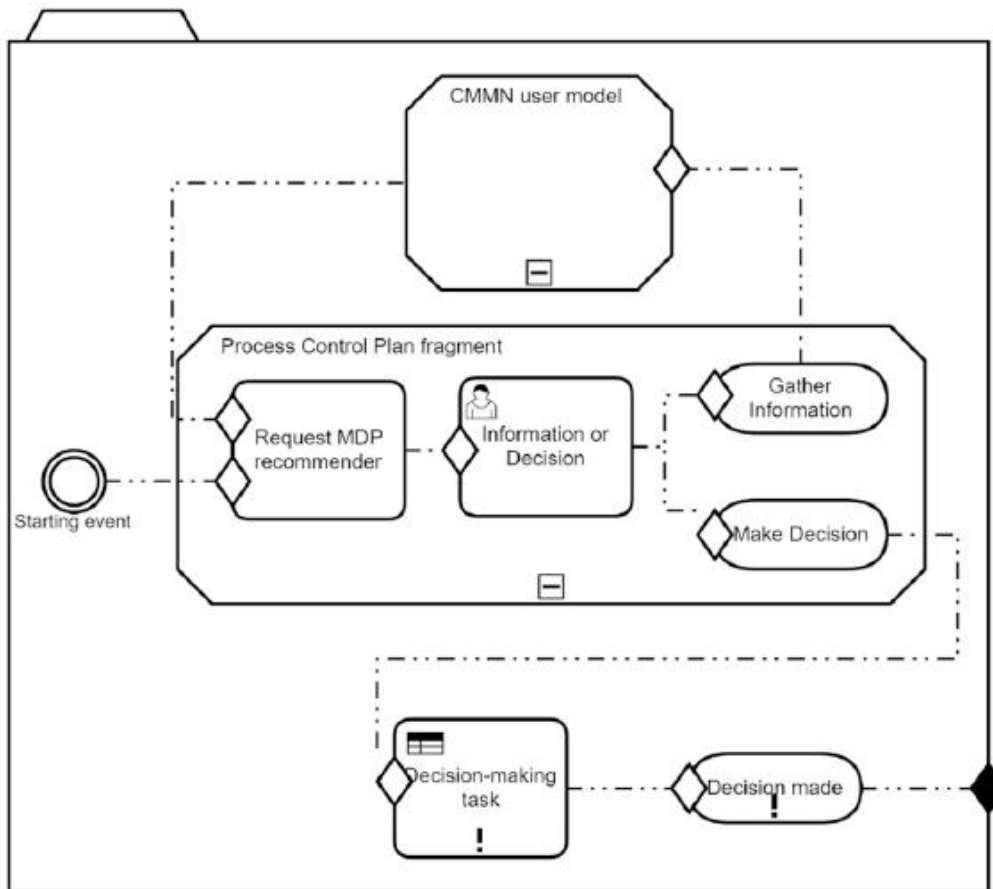 CMMN user model
Process Control Plan fragment
Request MDP
recommender
Information or
Decision
Gather
Information
Starting event
Make Decision
Decision-making
task
!
Decision made
!